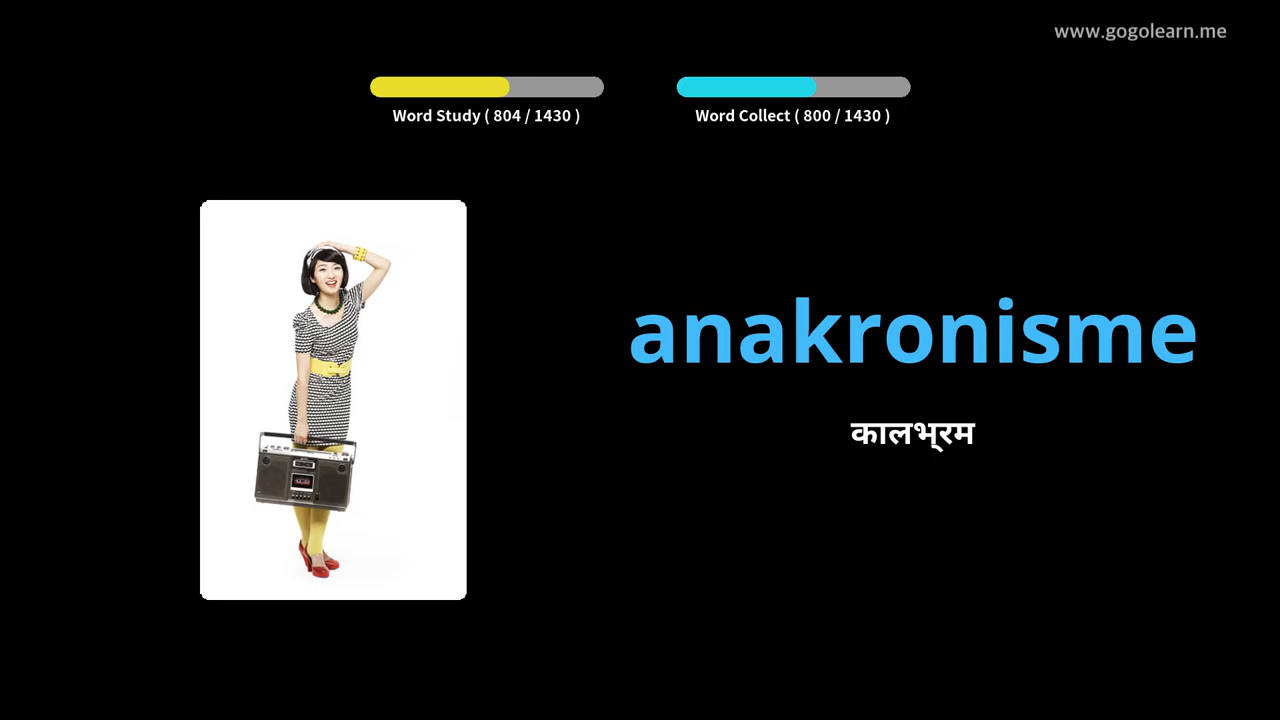 www.gogolearn.me
Word Study ( 804 / 1430 )
Word Collect ( 800 / 1430 )
anakronisme
कालभ्रम